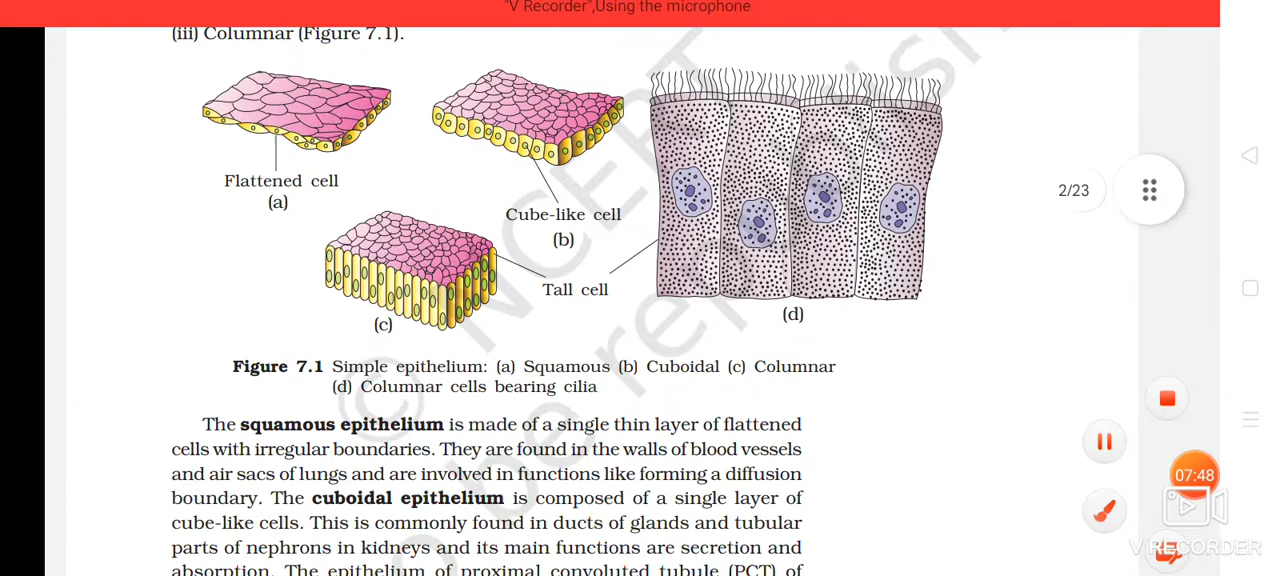 "V Recorder",Using the microphone
(iii) Columnar (Figure 7.1).
Flattened cell
(a)
Cube-like cell
(b)
Tall cell
(c)
(d)
2/23
Figure 7.1 Simple epithelium: (a) Squamous (b) Cuboidal (c) Columnar
(d) Columnar cells bearing cilia
The squamous epithelium is made of a single thin layer of flattened
cells with irregular boundaries. They are found in the walls of blood vessels
and air sacs of lungs and are involved in functions like forming a diffusion
boundary. The cuboidal epithelium is composed of a single layer of
cube-like cells. This is commonly found in ducts of glands and tubular
parts of nephrons in kidneys and its main functions are secretion and
absorption. The epithelium of proximal convoluted tubule (PCT) of
07:48
V RECORDER
© NCERT
be republish